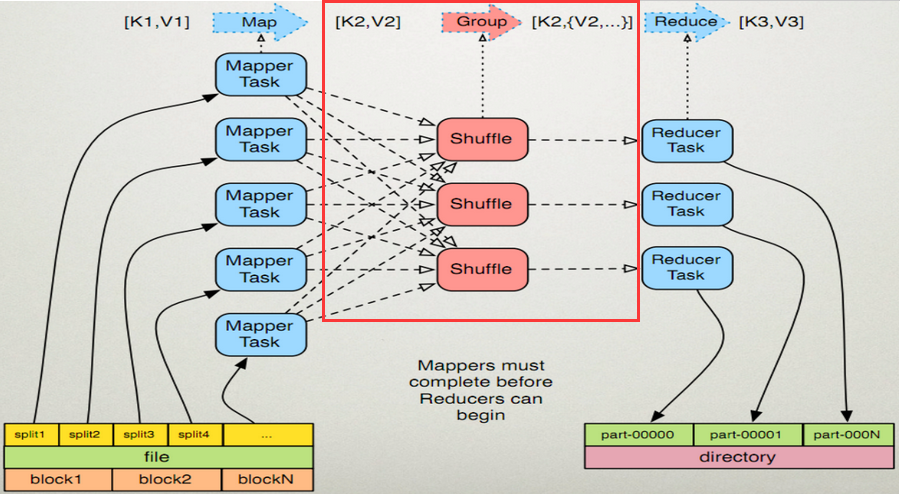 [K1,V1]
Map
[K2,V2]
Group
[K2,{V2,...}]
Reduce
[K3,V3]
Mapper
Task
Mapper
Task
Mapper
Task
Mapper
Task
Mapper
Task
Shuffle
Shuffle
Shuffle
Reducer
Task
Reducer
Task
Reducer
Task
Mappers must
complete before
Reducers can
begin
split1
split2
split3
split4
...
file
block1
block2
blockN
part-00000
part-00001
part-000N
directory